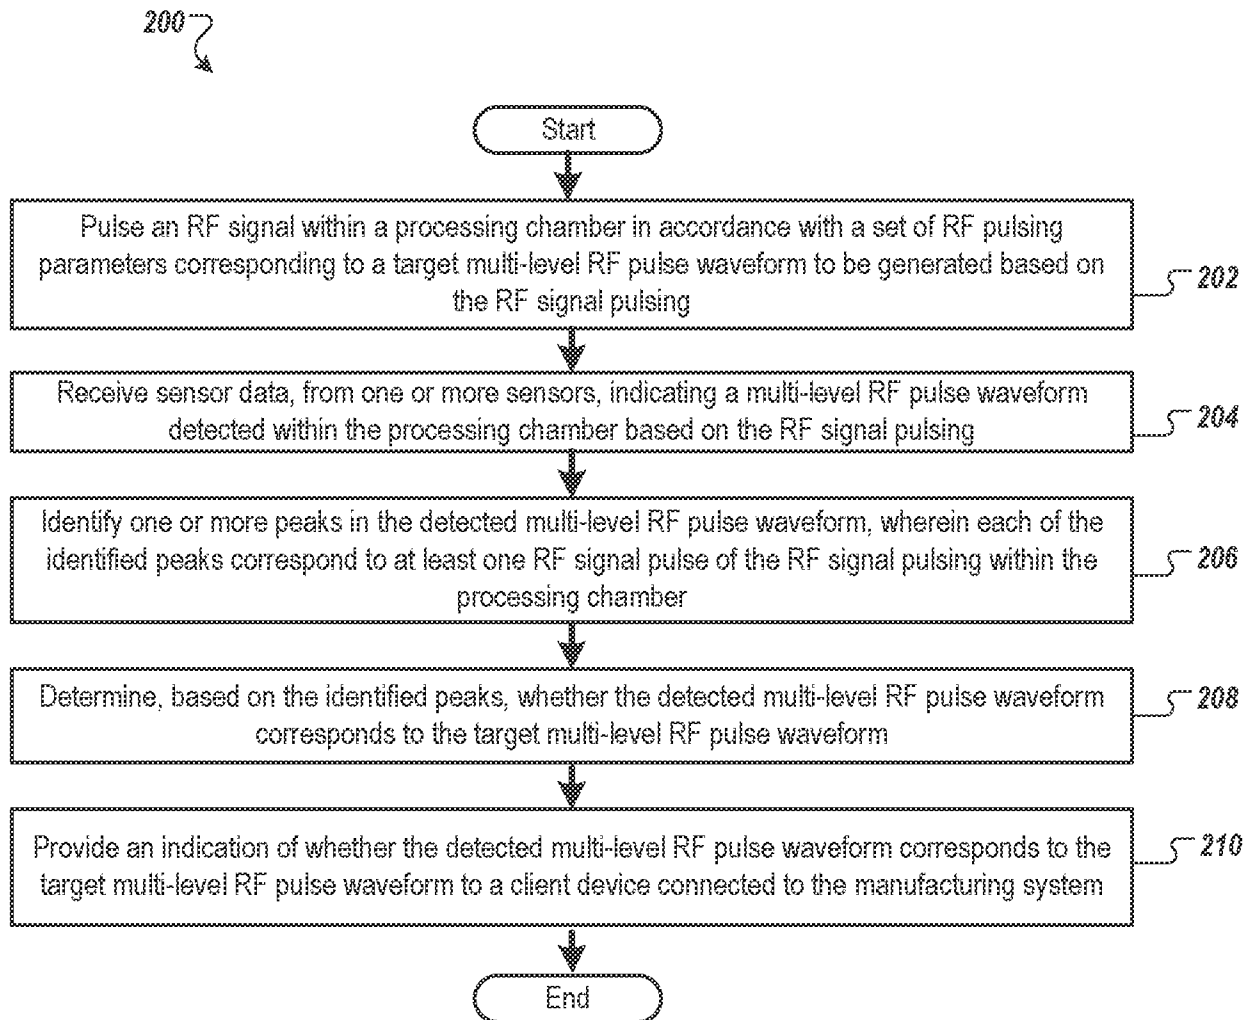 200
Start
Pulse an RF signal within a processing chamber in accordance with a set of RF pulsing
parameters corresponding to a target multi-level RF pulse waveform to be generated based on
the RF signal pulsing
202
Receive sensor data, from one or more sensors, indicating a multi-level RF pulse waveform
detected within the processing chamber based on the RF signal pulsing
204
Identify one or more peaks in the detected multi-level RF pulse waveform, wherein each of the
identified peaks correspond to at least one RF signal pulse of the RF signal pulsing within the
processing chamber
206
Determine, based on the identified peaks, whether the detected multi-level RF pulse waveform
corresponds to the target multi-level RF pulse waveform
208
Provide an indication of whether the detected multi-level RF pulse waveform corresponds to the
target multi-level RF pulse waveform to a client device connected to the manufacturing system
210
End